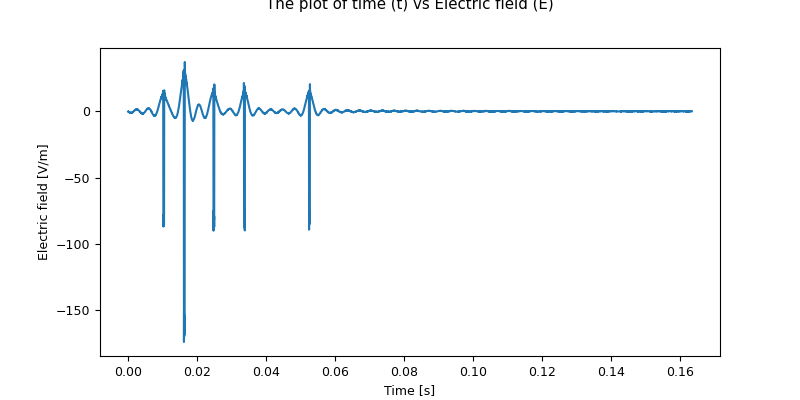 The plot of time (t) vs Electric field (E)
Electric field [V/m]
0
−50
−100
−150
0.00 0.02 0.04 0.06 0.08 0.10 0.12 0.14 0.16
Time [s]